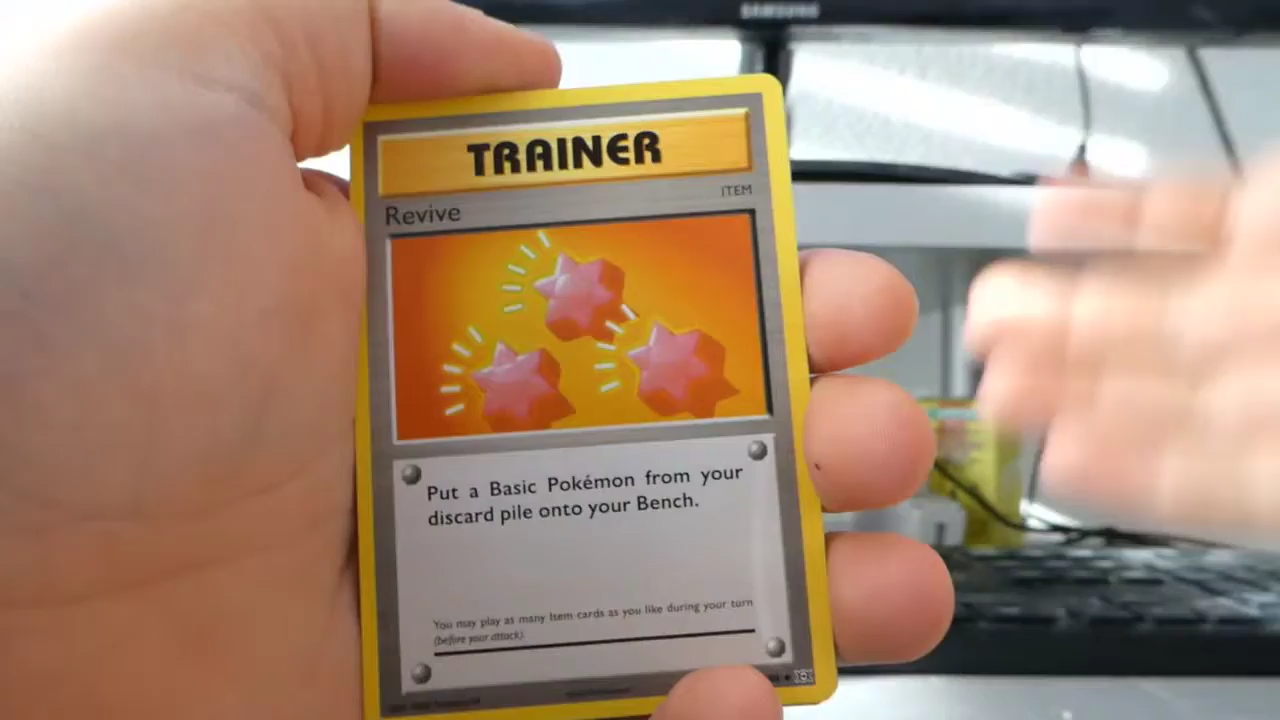 SAMSUNG
TRAINER
ITEM
Revive
Put a Basic Pokémon from your
discard pile onto your Bench.
You may play as many Item cards as you like during your turn
(before your attack).